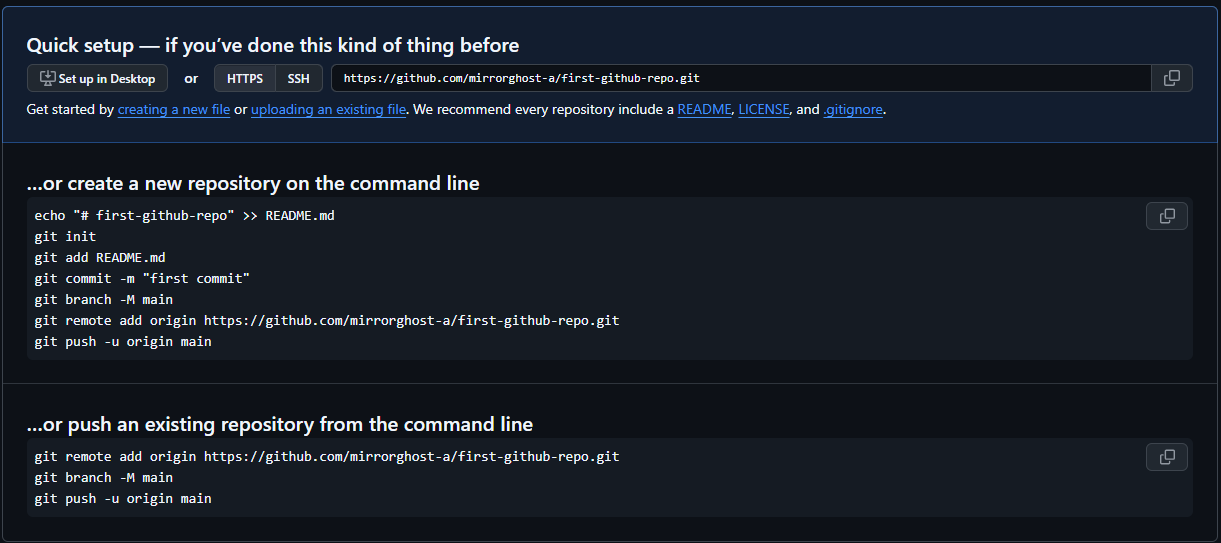 Quick setup — if you’ve done this kind of thing before
Set up in Desktop or HTTPS SSH https://github.com/mirrorghost-a/first-github-repo.git
Get started by creating a new file or uploading an existing file. We recommend every repository include a README, LICENSE, and .gitignore.
…or create a new repository on the command line
echo "# first-github-repo" >> README.md
git init
git add README.md
git commit -m "first commit"
git branch -M main
git remote add origin https://github.com/mirrorghost-a/first-github-repo.git
git push -u origin main
…or push an existing repository from the command line
git remote add origin https://github.com/mirrorghost-a/first-github-repo.git
git branch -M main
git push -u origin main